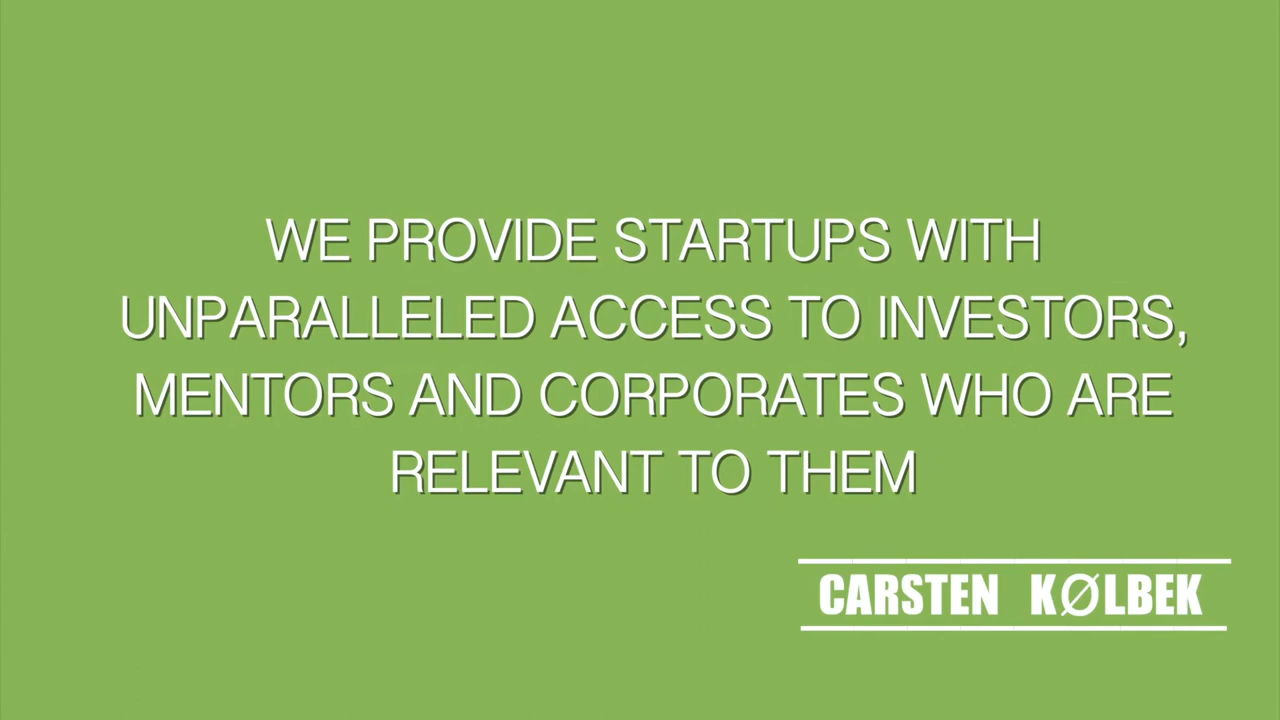 WE PROVIDE STARTUPS WITH
UNPARALLELED ACCESS TO INVESTORS,
MENTORS AND CORPORATES WHO ARE
RELEVANT TO THEM
CARSTEN KØLBEK